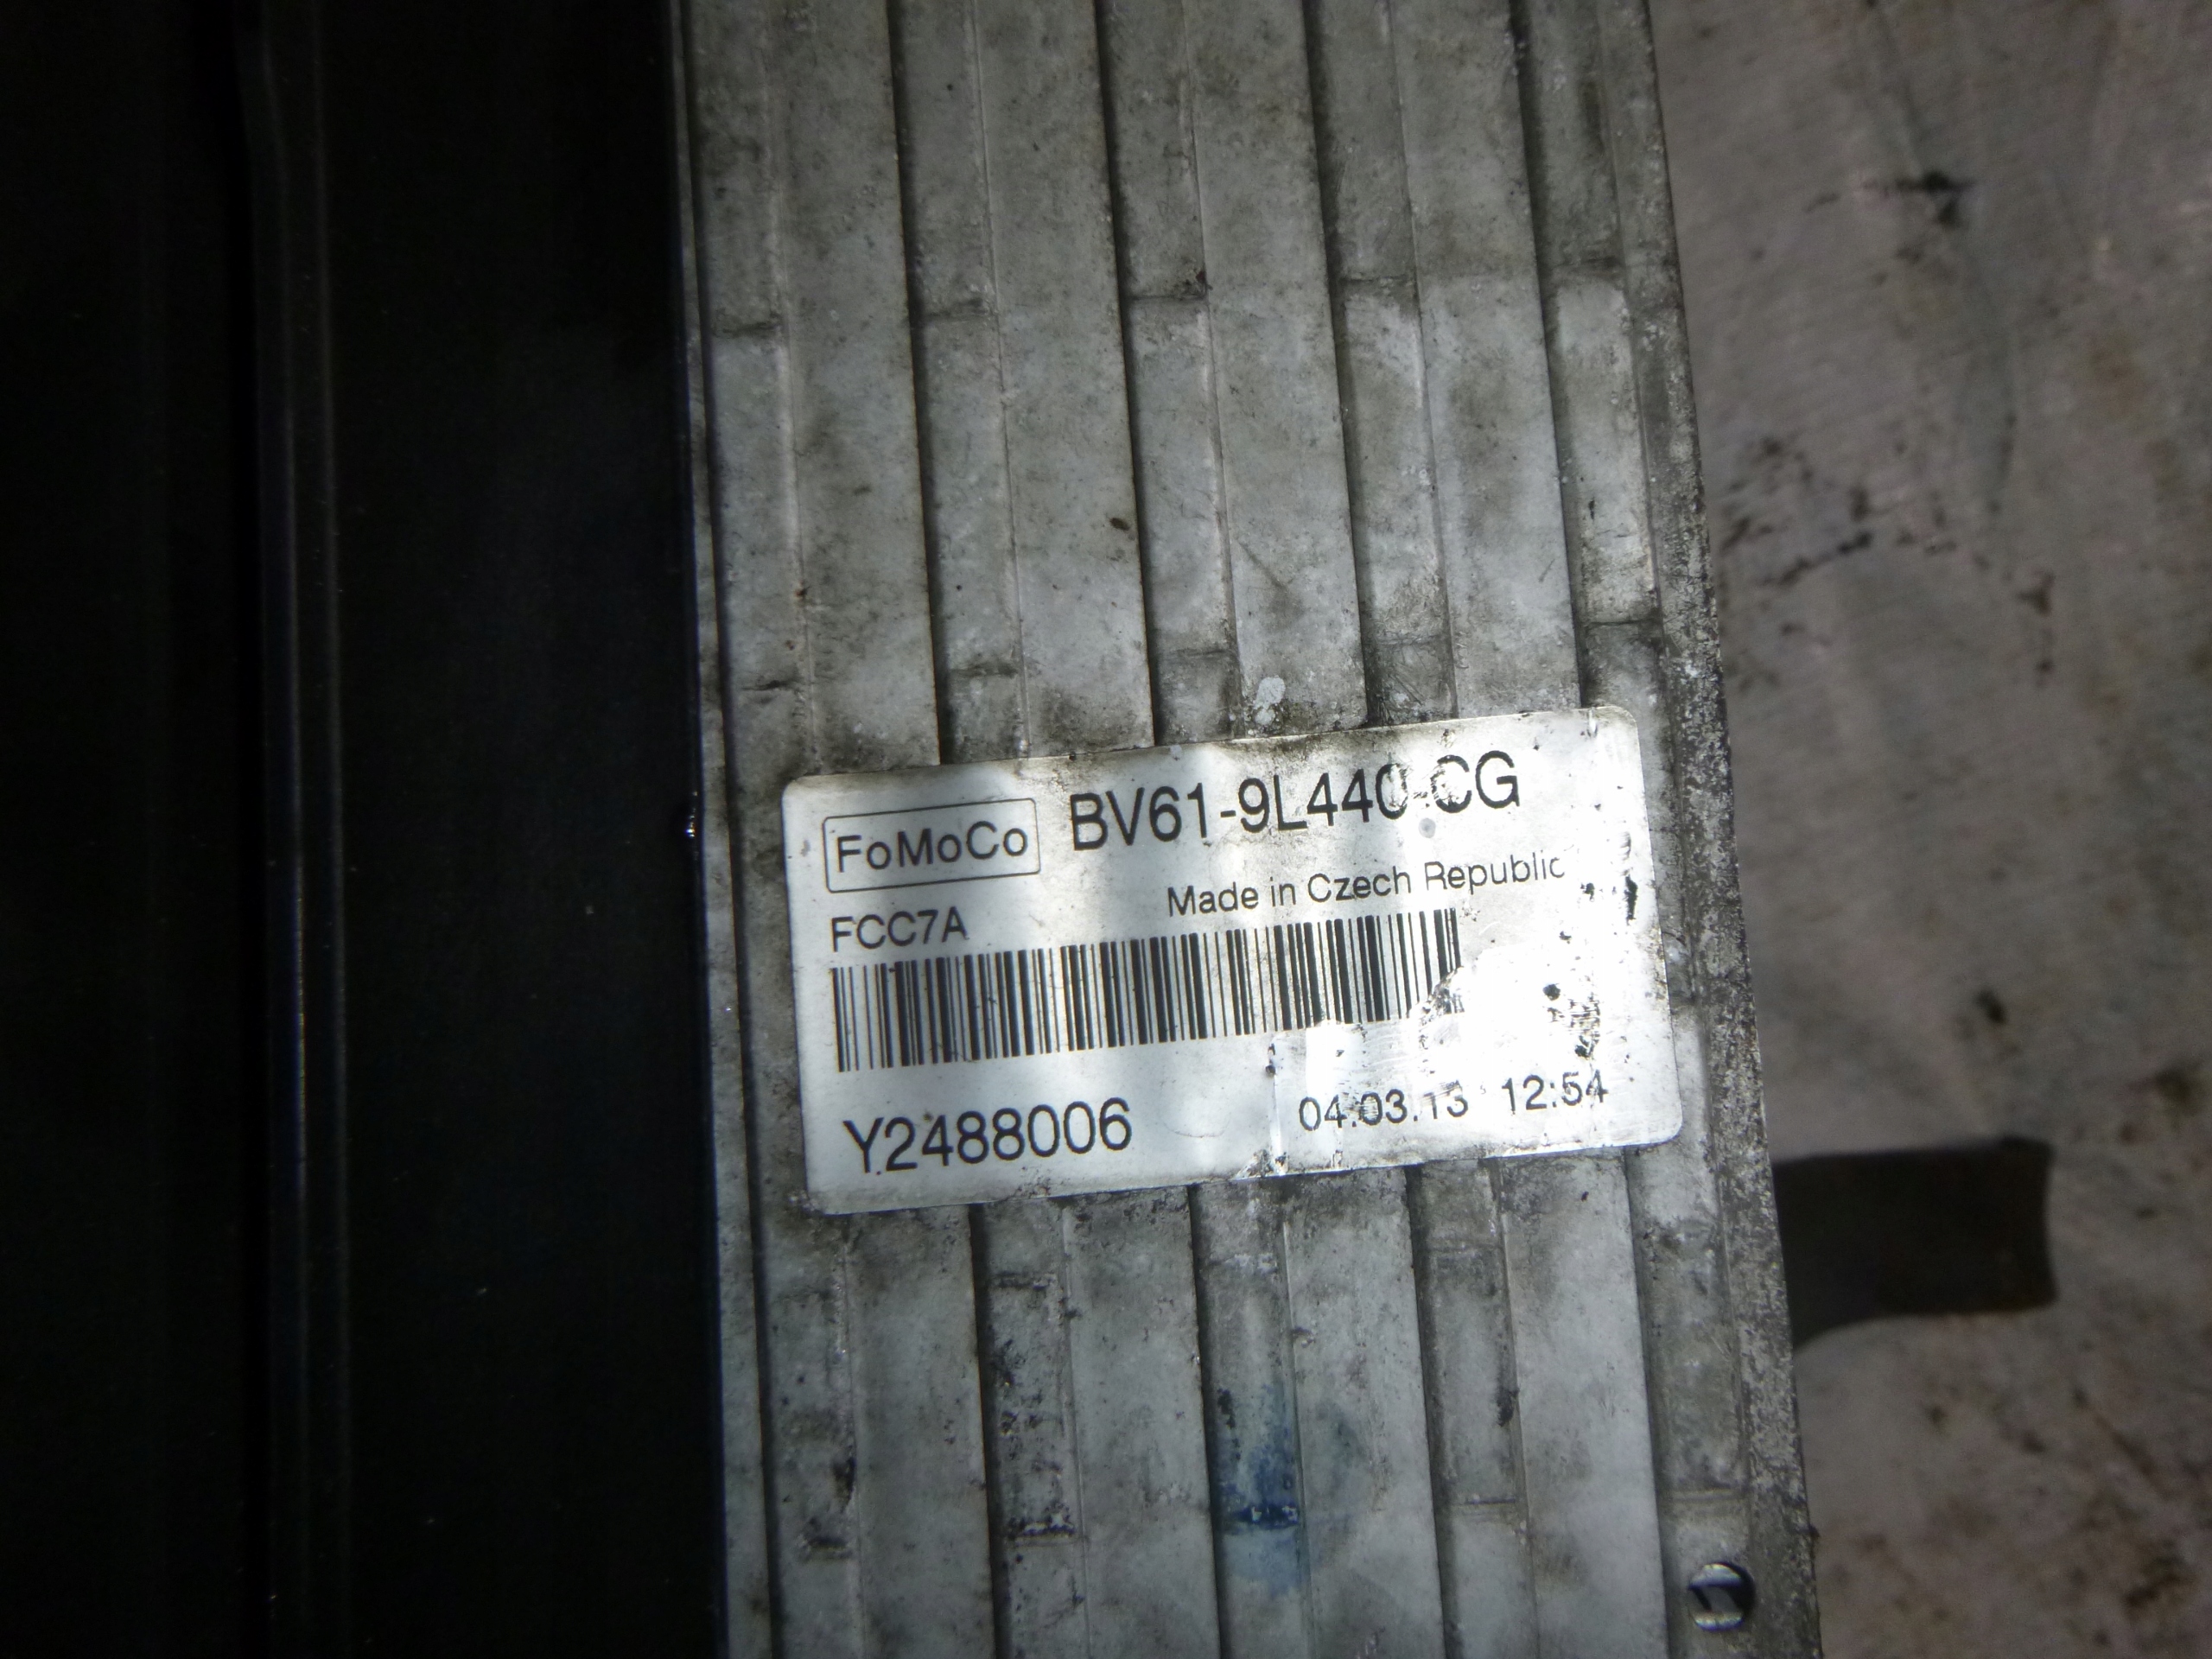 FoMoCo BV61-9L440-CG
Made in Czech Republic
FCC7A
Y2488006 04.03.13 12:54